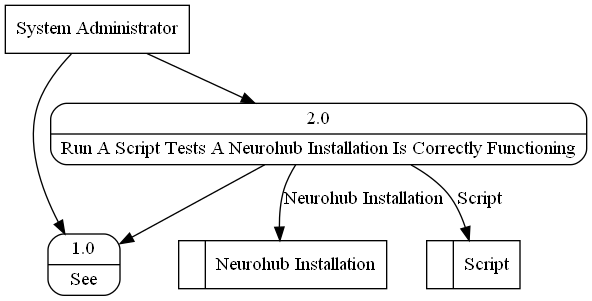 System Administrator
2.0
Run A Script Tests A Neurohub Installation Is Correctly Functioning
Neurohub Installation
Script
1.0
See
Neurohub Installation
Script